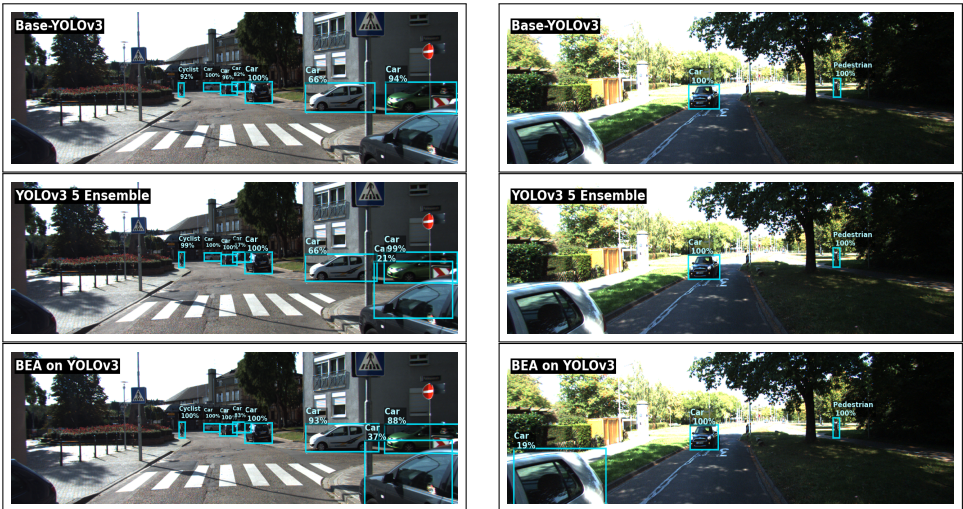 Base-YOLOv3
Cyclist
92%
Car
100%
Car
96%
Car
82%
Car
100%
Car
66%
Car
94%
Base-YOLOv3
Car
100%
Pedestrian
100%
YOLOv3 5 Ensemble
Cyclist
99%
Car
100%
Car
100%
Car
7%
Car
100%
Car
66%
Car
21%
99%
YOLOv3 5 Ensemble
Car
100%
Pedestrian
100%
BEA on YOLOv3
Cyclist
100%
Car
100%
Car
100
Car
83%
Car
100%
Car
93%
Car
37%
Car
88%
BEA on YOLOv3
Car
19%
Car
100%
Pedestrian
100%